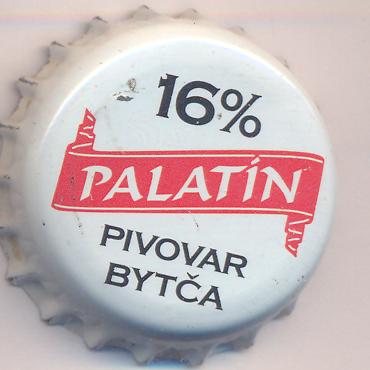 16%
PALATÍN
PIVOVAR
BYTČA